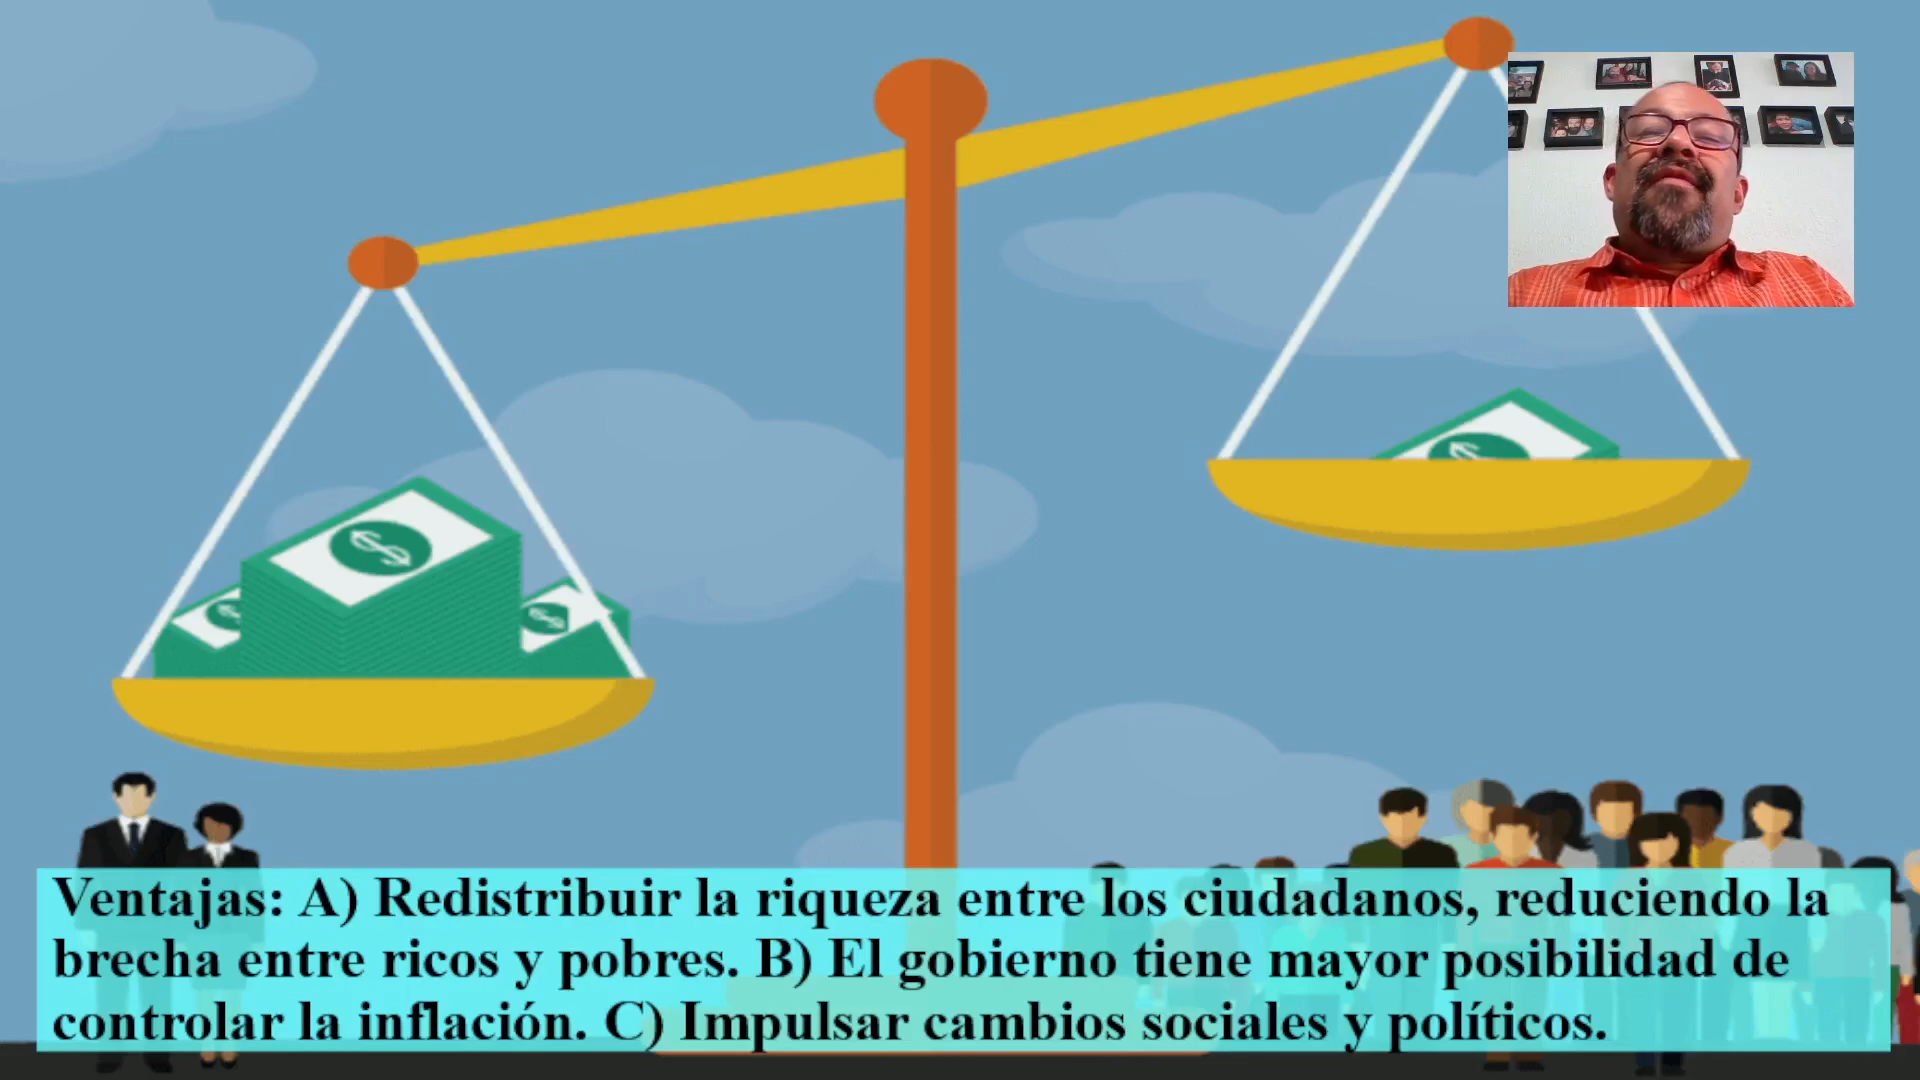 Ventajas: A) Redistribuir la riqueza entre los ciudadanos, reduciendo la
brecha entre ricos y pobres. B) El gobierno tiene mayor posibilidad de
controlar la inflación. C) Impulsar cambios sociales y políticos.